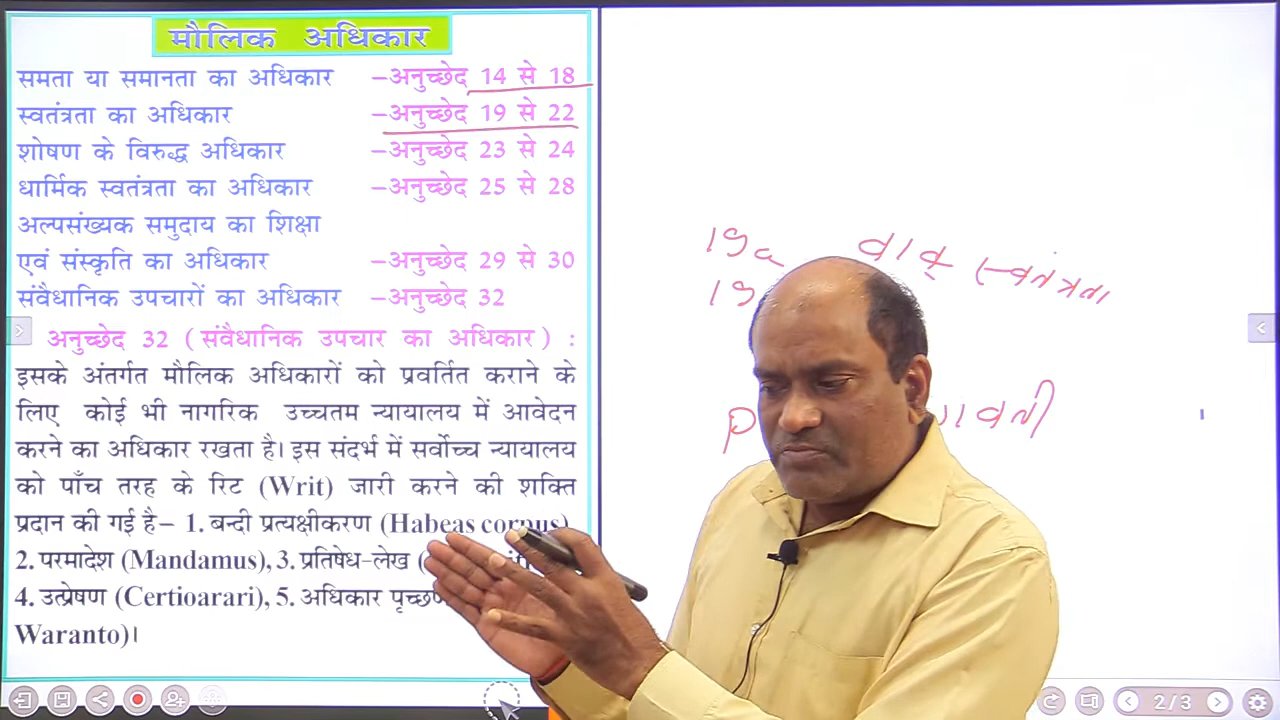 मौलिक अधिकार
समता या समानता का अधिकार –अनुच्छेद 14 से 18
स्वतंत्रता का अधिकार –अनुच्छेद 19 से 22
शोषण के विरुद्ध अधिकार –अनुच्छेद 23 से 24
धार्मिक स्वतंत्रता का अधिकार –अनुच्छेद 25 से 28
अल्पसंख्यक समुदाय का शिक्षा
एवं संस्कृति का अधिकार –अनुच्छेद 29 से 30
संवैधानिक उपचारों का अधिकार –अनुच्छेद 32
अनुच्छेद 32 (संवैधानिक उपचार का अधिकार) :
इसके अंतर्गत मौलिक अधिकारों को प्रवर्तित कराने के
लिए कोई भी नागरिक उच्चतम न्यायालय में आवेदन
करने का अधिकार रखता है। इस संदर्भ में सर्वोच्च न्यायालय
को पाँच तरह के रिट (Writ) जारी करने की शक्ति
प्रदान की गई है– 1. बन्दी प्रत्यक्षीकरण (Habeas corpus)
2. परमादेश (Mandamus), 3. प्रतिषेध-लेख (
4. उत्प्रेषण (Certioarari), 5. अधिकार
Waranto)।
19a वाक् स्वतंत्रता
19
P
2/3